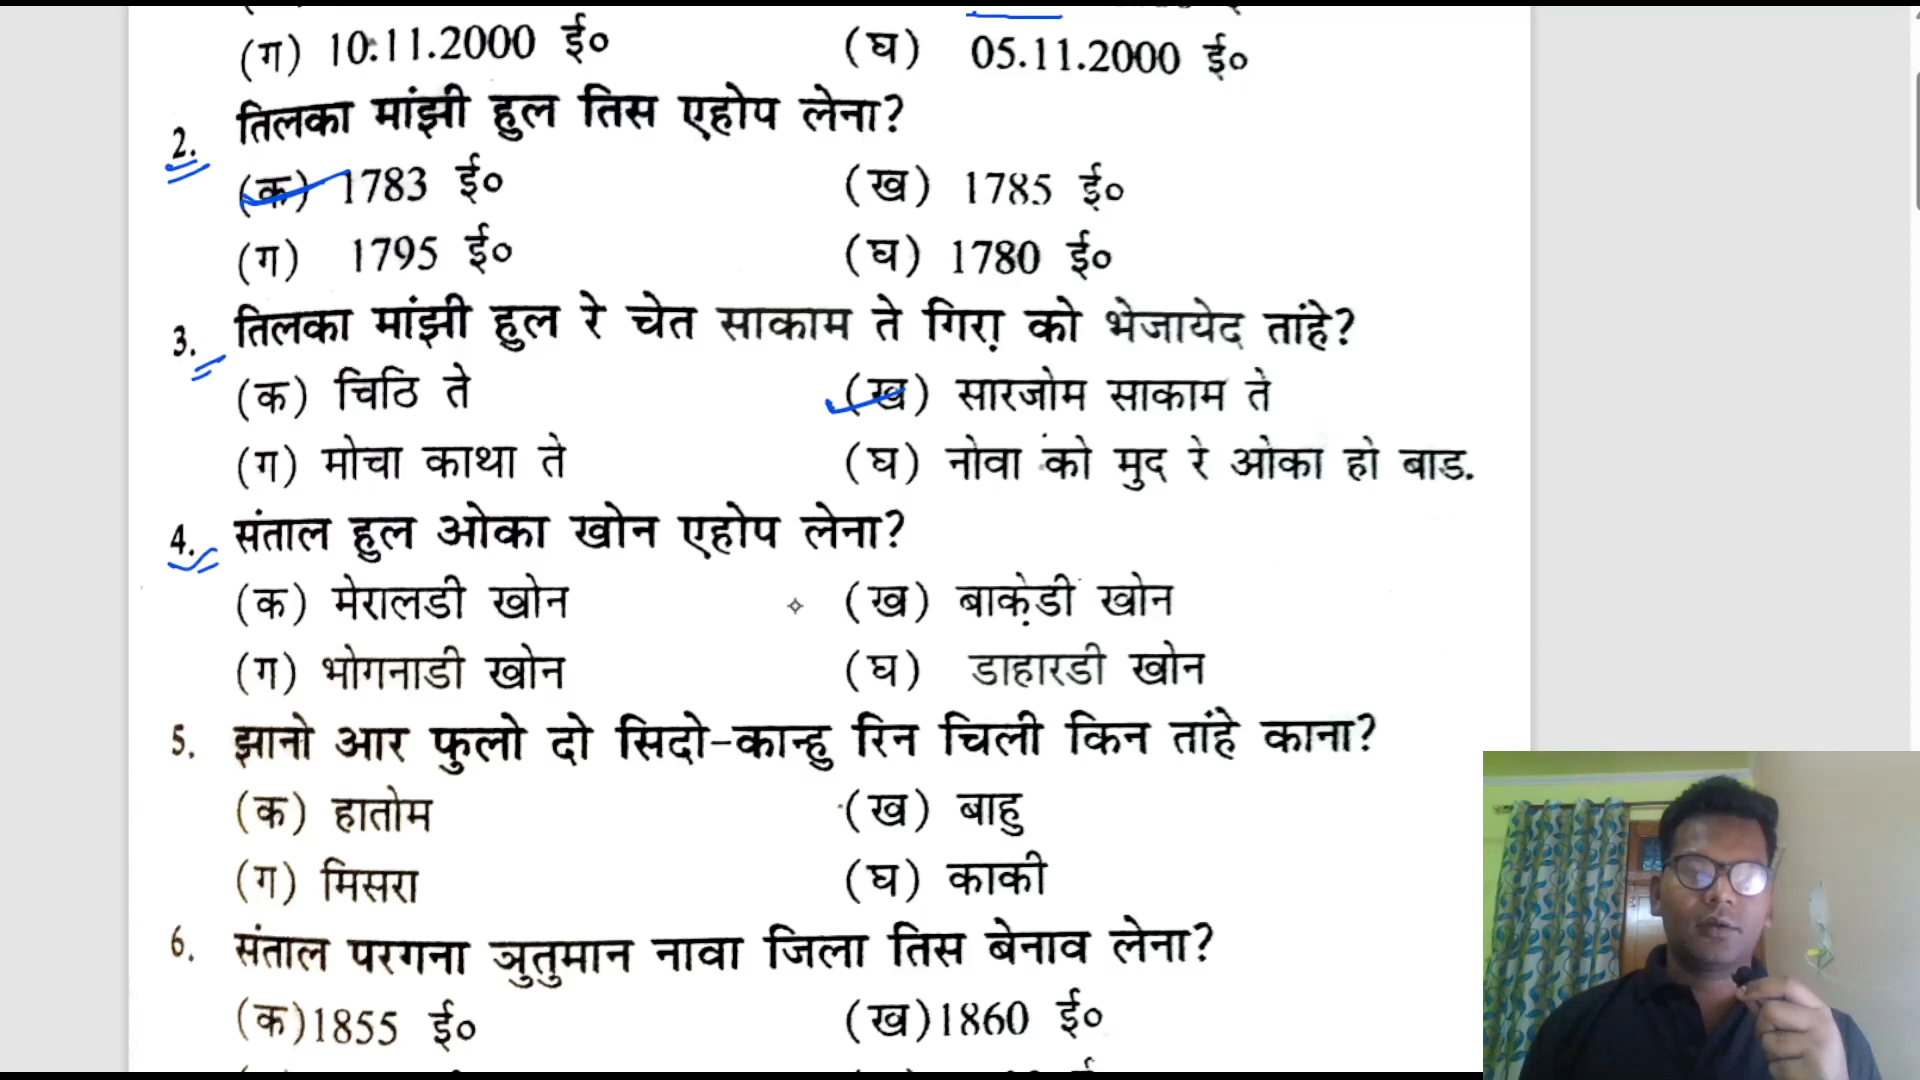 (ग) 10.11.2000 ई० (घ) 05.11.2000 ई०
2. तिलका मांझी हुल तिस एहोप लेना?
(क) 1783 ई० (ख) 1785 ई०
(ग) 1795 ई० (घ) 1780 ई०
3. तिलका मांझी हुल रे चेत साकाम ते गिरा़ को भेजायेद तांहे?
(क) चिठि ते (ख) सारजोम साकाम ते
(ग) मोचा काथा ते (घ) नोवा को मुद रे ओका हो बाड.
4. संताल हुल ओका खोन एहोप लेना?
(क) मेरालडी खोन (ख) बाक़ेडी खोन
(ग) भोगनाडी खोन (घ) डाहारडी खोन
5. झानो आर फुलो दो सिदो-कान्हु रिन चिली किन तांहे काना?
(क) हातोम (ख) बाहु
(ग) मिसरा (घ) काकी
6. संताल परगना ञुतुमान नावा जिला तिस बेनाव लेना?
(क)1855 ई० (ख)1860 ई०